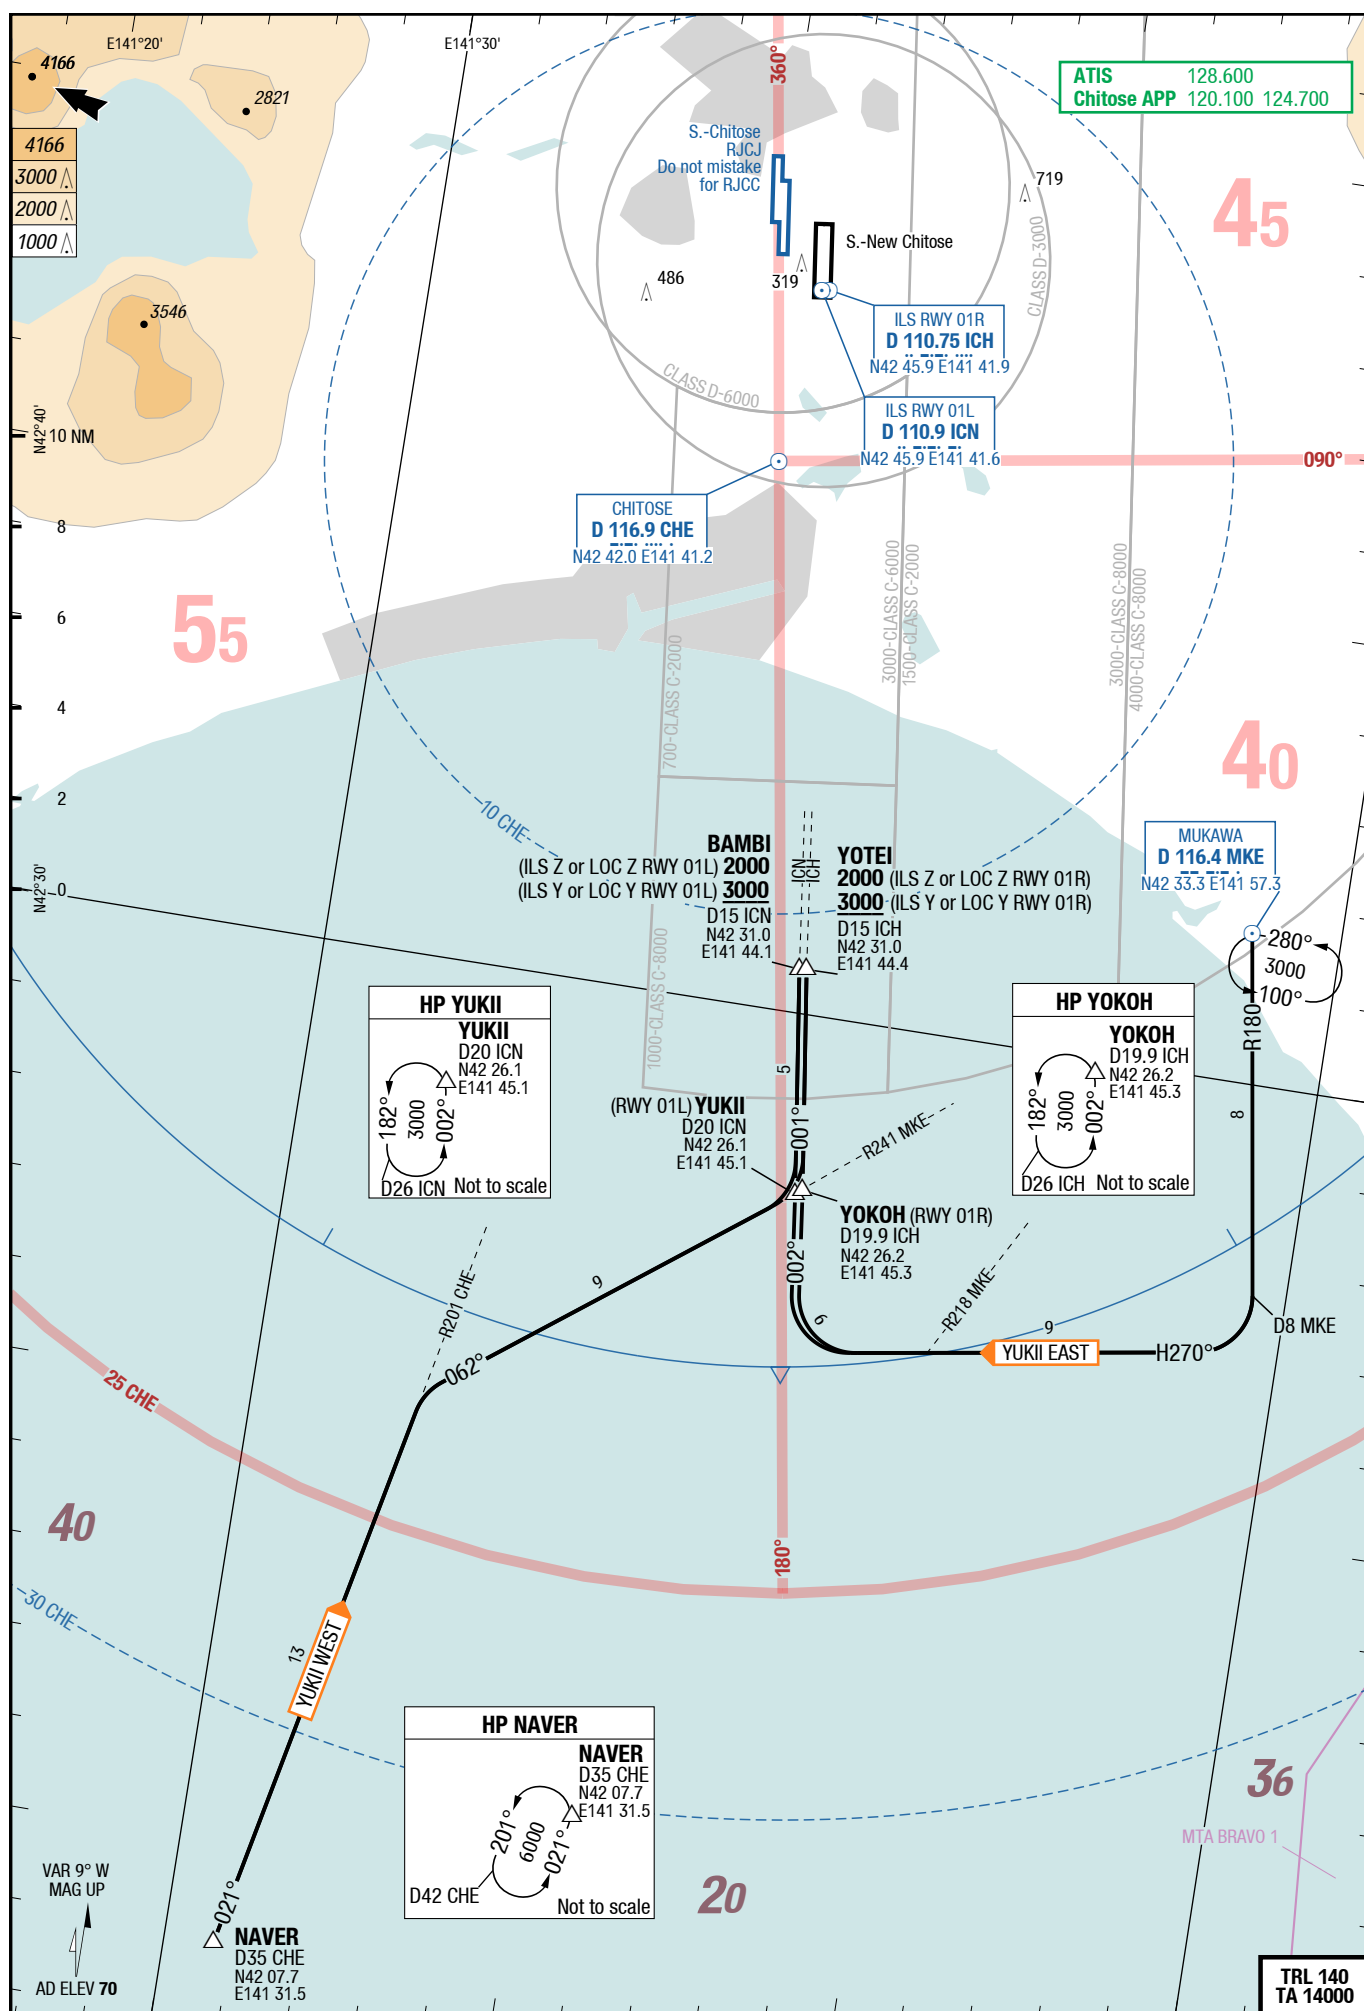 E141°20'
E141°30'
4166
2821
4166
3000
2000
1000
3546
360°
ATIS 128.600
Chitose APP 120.100 124.700
S.-Chitose
RJCJ
Do not mistake
for RJCC
S.-New Chitose
719
486
319
45
CLASS D-3000
CLASS D-6000
ILS RWY 01R
D 110.75 ICH
N42 45.9 E141 41.9
ILS RWY 01L
D 110.9 ICN
N42 45.9 E141 41.6
090°
N42°40'
10 NM
8
6
4
2
0
N42°30'
CHITOSE
D 116.9 CHE
N42 42.0 E141 41.2
55
40
700-CLASS C-2000
3000-CLASS C-6000
1500-CLASS C-2000
3000-CLASS C-8000
4000-CLASS C-8000
1000-CLASS C-8000
10 CHE
BAMBI
(ILS Z or LOC Z RWY 01L) 2000
(ILS Y or LOC Y RWY 01L) 3000
D15 ICN
N42 31.0
E141 44.1
ICN
ICH
YOTEI
2000 (ILS Z or LOC Z RWY 01R)
3000 (ILS Y or LOC Y RWY 01R)
D15 ICH
N42 31.0
E141 44.4
MUKAWA
D 116.4 MKE
N42 33.3 E141 57.3
280°
3000
100°
R180
8
HP YUKII
YUKII
D20 ICN
N42 26.1
E141 45.1
182°
3000
002°
D26 ICN Not to scale
HP YOKOH
YOKOH
D19.9 ICH
N42 26.2
E141 45.3
182°
3000
002°
D26 ICH Not to scale
5
001°
(RWY 01L) YUKII
D20 ICN
N42 26.1
E141 45.1
R241 MKE
YOKOH (RWY 01R)
D19.9 ICH
N42 26.2
E141 45.3
002°
6
R218 MKE
9
YUKII EAST
H270°
D8 MKE
9
R201 CHE
062°
25 CHE
40
180°
30 CHE
13
YUKII WEST
HP NAVER
NAVER
D35 CHE
N42 07.7
E141 31.5
201°
6000
021°
D42 CHE
Not to scale
36
MTA BRAVO 1
20
VAR 9° W
MAG UP
AD ELEV 70
021°
NAVER
D35 CHE
N42 07.7
E141 31.5
TRL 140
TA 14000